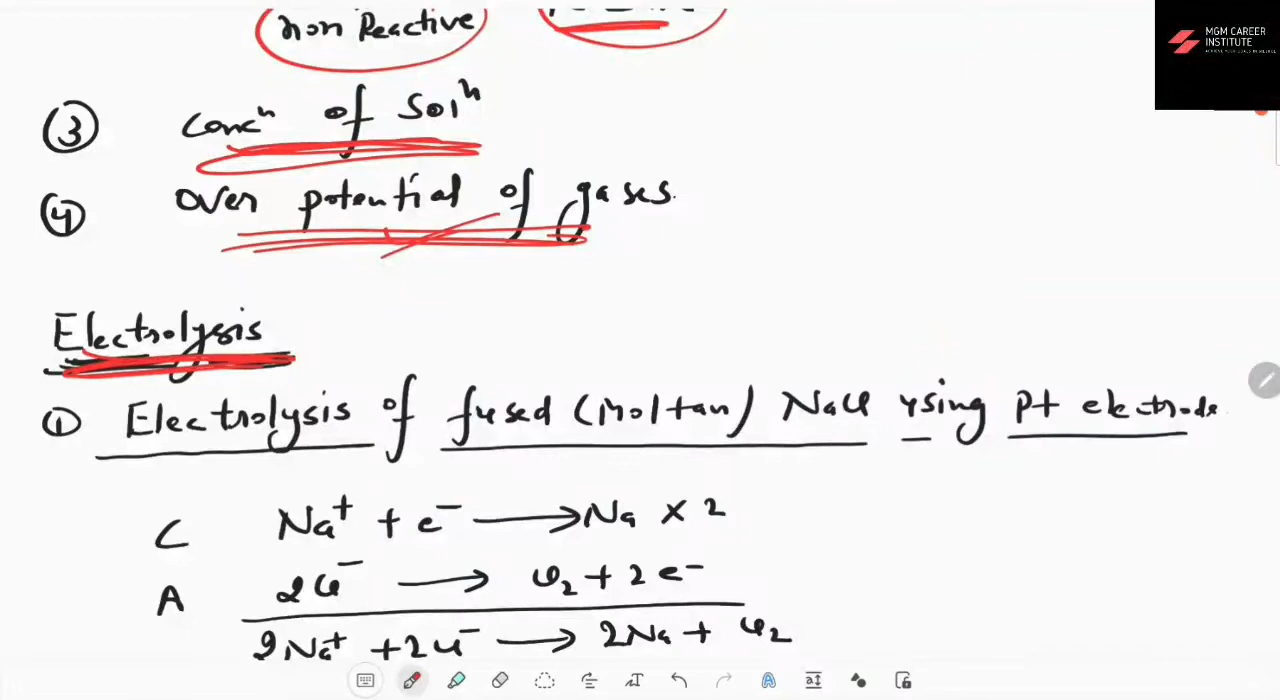 non Reactive
MGM CAREER
INSTITUTE
③ concⁿ of solⁿ
④ over potential of gases.
Electrolysis
① Electrolysis of fused (moltan) NaCl using pt electrode
C Na⁺ + e⁻ ⟶ Na × 2
A 2Cl⁻ ⟶ Cl₂ + 2e⁻
2Na⁺ + 2Cl⁻ ⟶ 2Na + Cl₂